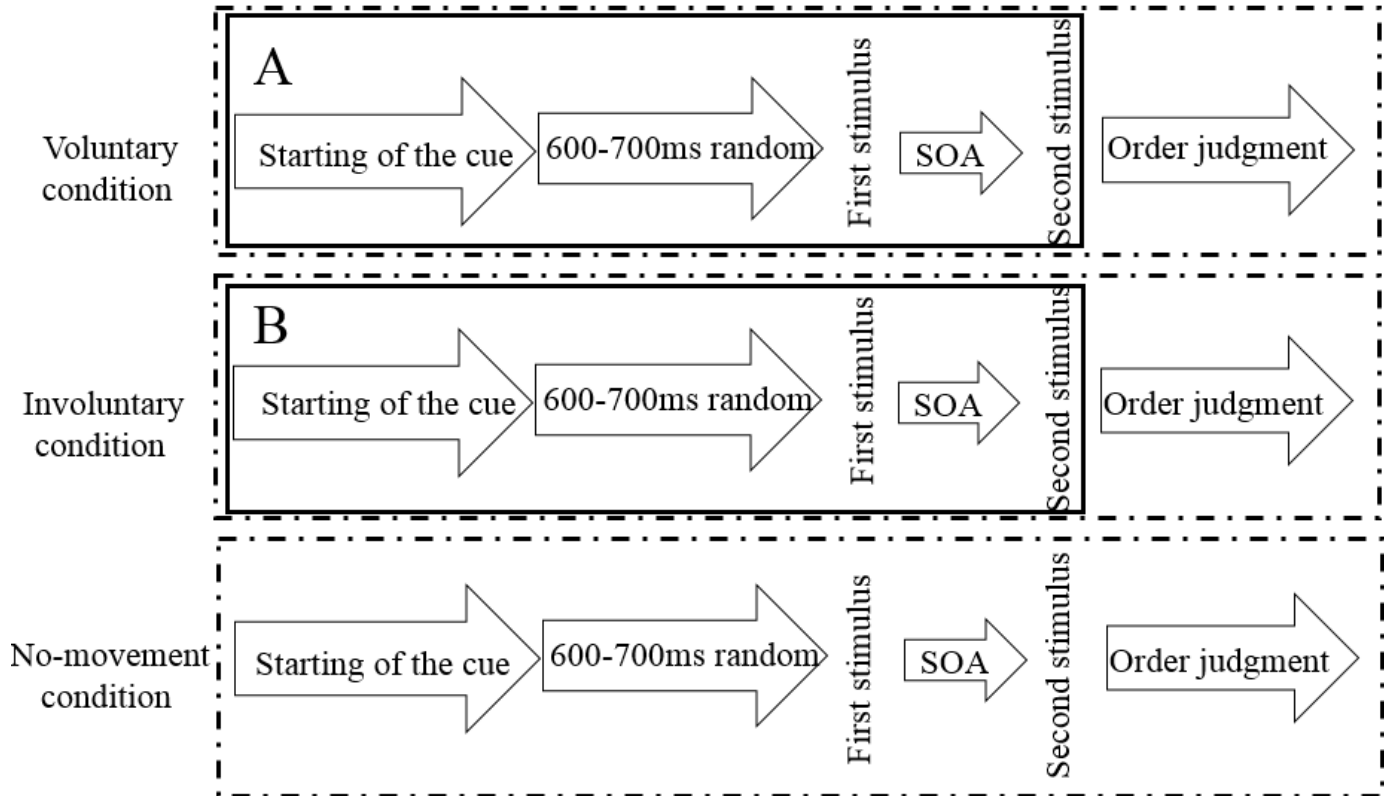 Voluntary
condition
A
Starting of the cue
600-700ms random
First stimulus
SOA
Second stimulus
Order judgment
Involuntary
condition
B
Starting of the cue
600-700ms random
First stimulus
SOA
Second stimulus
Order judgment
No-movement
condition
Starting of the cue
600-700ms random
First stimulus
SOA
Second stimulus
Order judgment